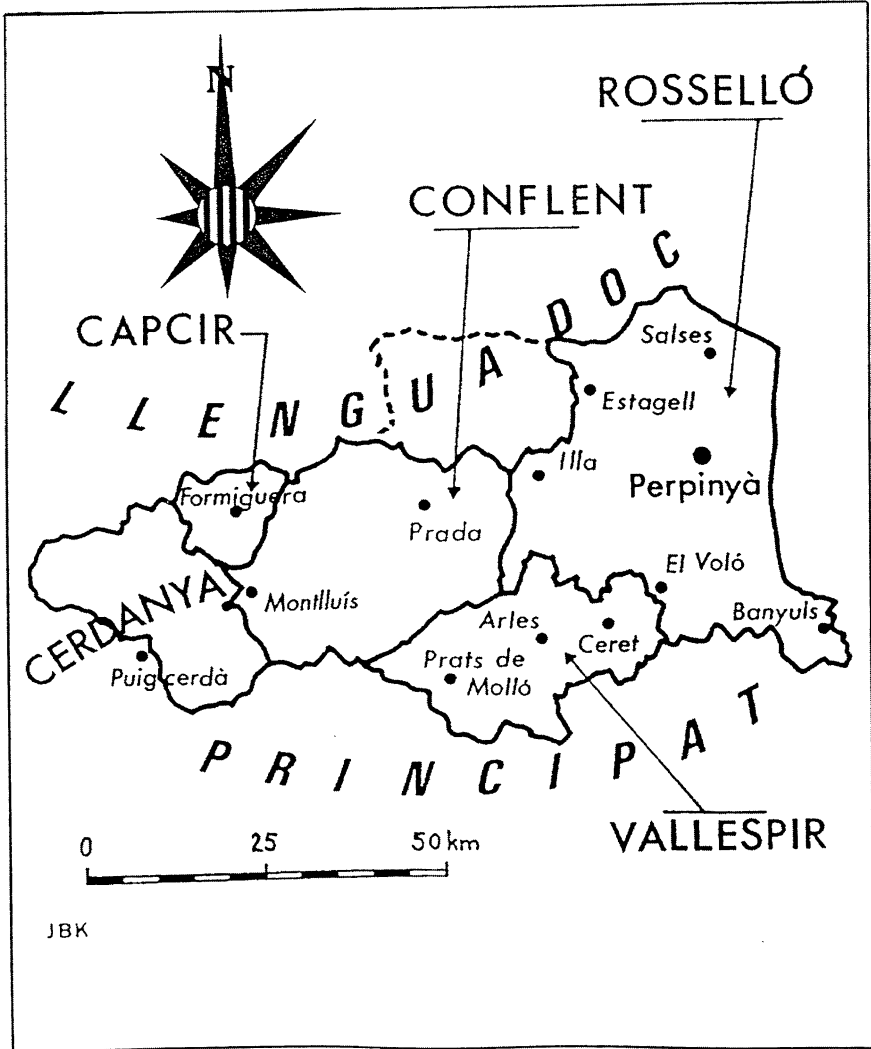 N
ROSSELLÓ
CONFLENT
CAPCIR
LLENGUADOC
Salses
Estagell
Illa
Formiguera
Perpinyà
Prada
El Voló
CERDANYA
Montlluís
Banyuls
Arles
Ceret
Puigcerdà
Prats de
Molló
PRINCIPAT
VALLESPIR
0 25 50 km
JBK